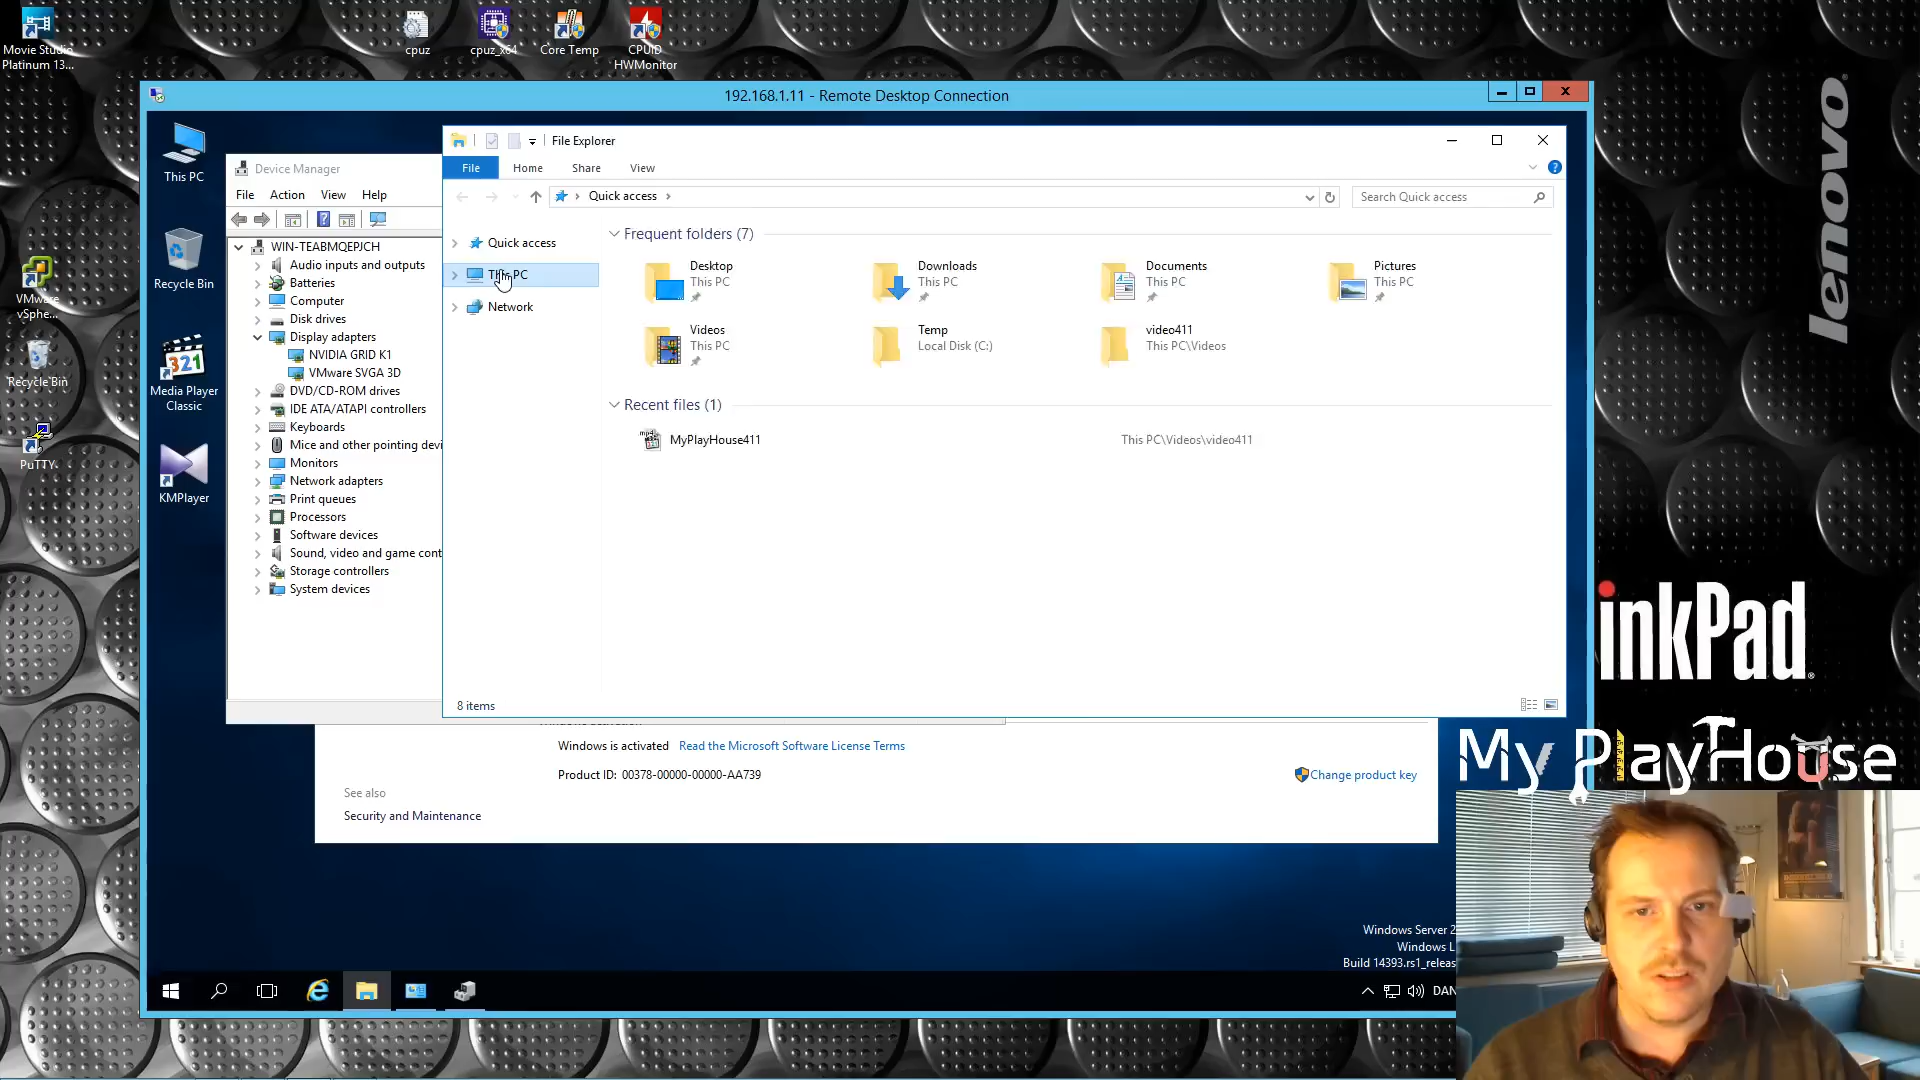 Movie Studio
Platinum 13...
cpuz
cpuz_x64
Core Temp
CPUID
HWMonitor
VMware
vSphe...
Recycle Bin
PuTTY
192.168.1.11 - Remote Desktop Connection
This PC
Recycle Bin
Media Player
Classic
KMPlayer
Device Manager
File Action View Help
WIN-TEABMQEPJCH
Audio inputs and outputs
Batteries
Computer
Disk drives
Display adapters
NVIDIA GRID K1
VMware SVGA 3D
DVD/CD-ROM drives
IDE ATA/ATAPI controllers
Keyboards
Mice and other pointing devi
Monitors
Network adapters
Print queues
Processors
Software devices
Sound, video and game cont
Storage controllers
System devices
File Explorer
File Home Share View
Quick access
Search Quick access
Quick access
This PC
Network
Frequent folders (7)
Desktop
This PC
Downloads
This PC
Documents
This PC
Pictures
This PC
Videos
This PC
Temp
Local Disk (C:)
video411
This PC\Videos
Recent files (1)
MyPlayHouse411 This PC\Videos\video411
8 items
Windows is activated Read the Microsoft Software License Terms
Product ID: 00378-00000-00000-AA739
Change product key
See also
Security and Maintenance
Windows Server 2
Windows L
Build 14393.rs1_releas
DAN
lenovo
inkPad
My PlayHouse